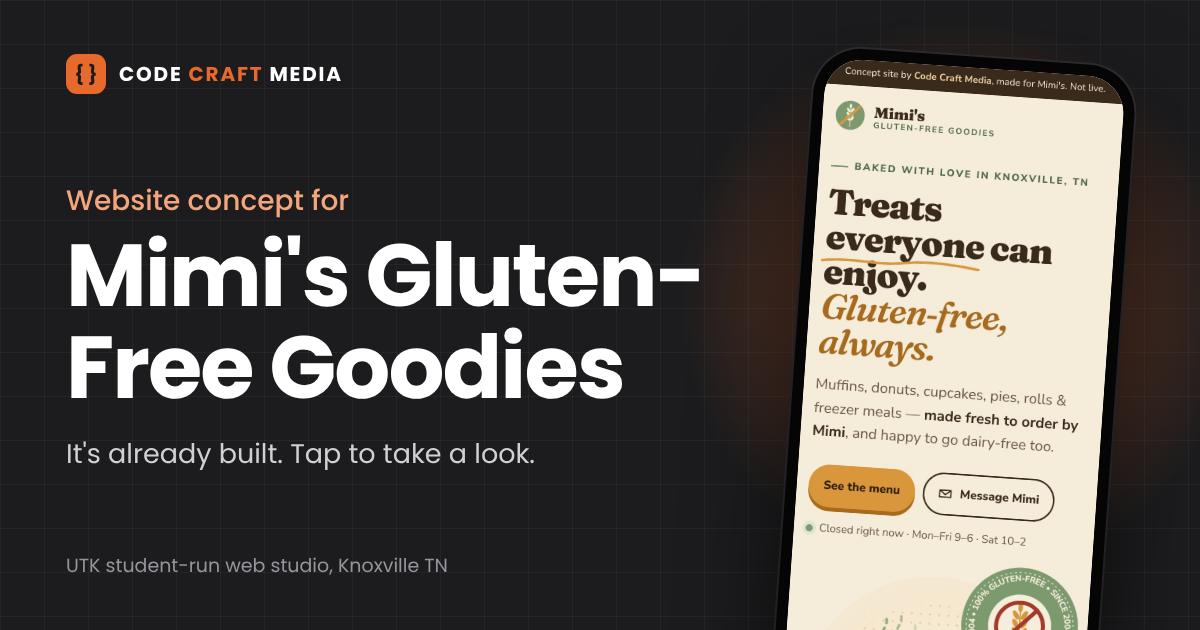 { } CODE CRAFT MEDIA
Website concept for
Mimi's Gluten-
Free Goodies
It's already built. Tap to take a look.
UTK student-run web studio, Knoxville TN
Concept site by Code Craft Media, made for Mimi's. Not live.
Mimi's
GLUTEN-FREE GOODIES
BAKED WITH LOVE IN KNOXVILLE, TN
Treats
everyone can
enjoy.
Gluten-free,
always.
Muffins, donuts, cupcakes, pies, rolls &
freezer meals — made fresh to order by
Mimi, and happy to go dairy-free too.
See the menu
Message Mimi
Closed right now · Mon–Fri 9–6 · Sat 10–2
100% GLUTEN-FREE • SINCE